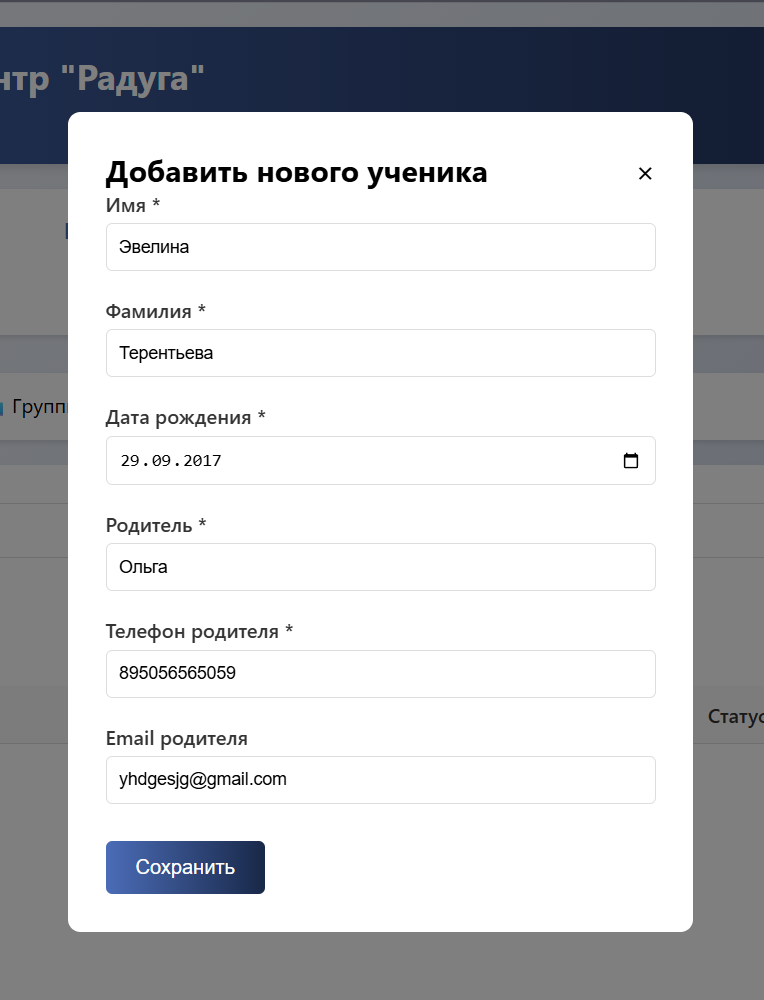 нтр "Радуга"
Добавить нового ученика ×
Имя *
Эвелина
Фамилия *
Терентьева
Групп
Дата рождения *
29.09.2017
Родитель *
Ольга
Телефон родителя *
895056565059
Статус
Email родителя
yhdgesjg@gmail.com
Сохранить